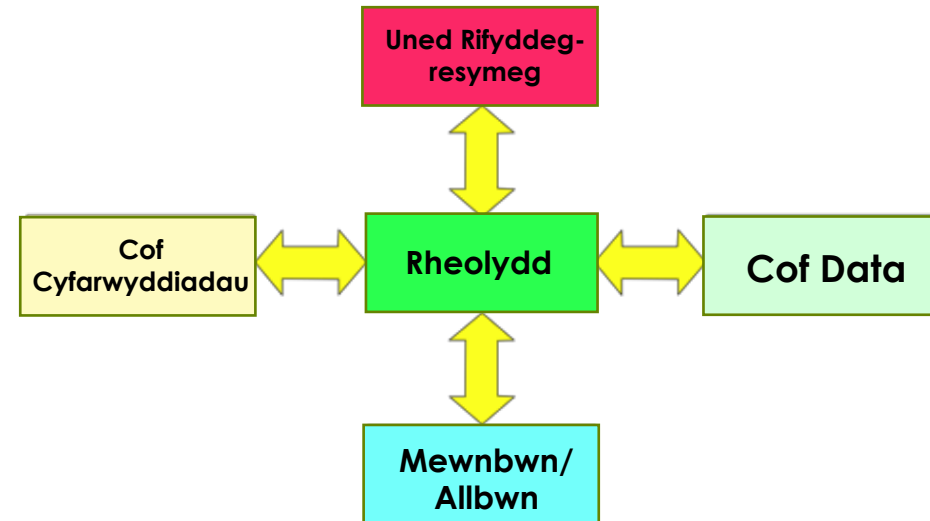 Uned Rifyddeg-
resymeg
Cof
Cyfarwyddiadau
Rheolydd
Cof Data
Mewnbwn/
Allbwn